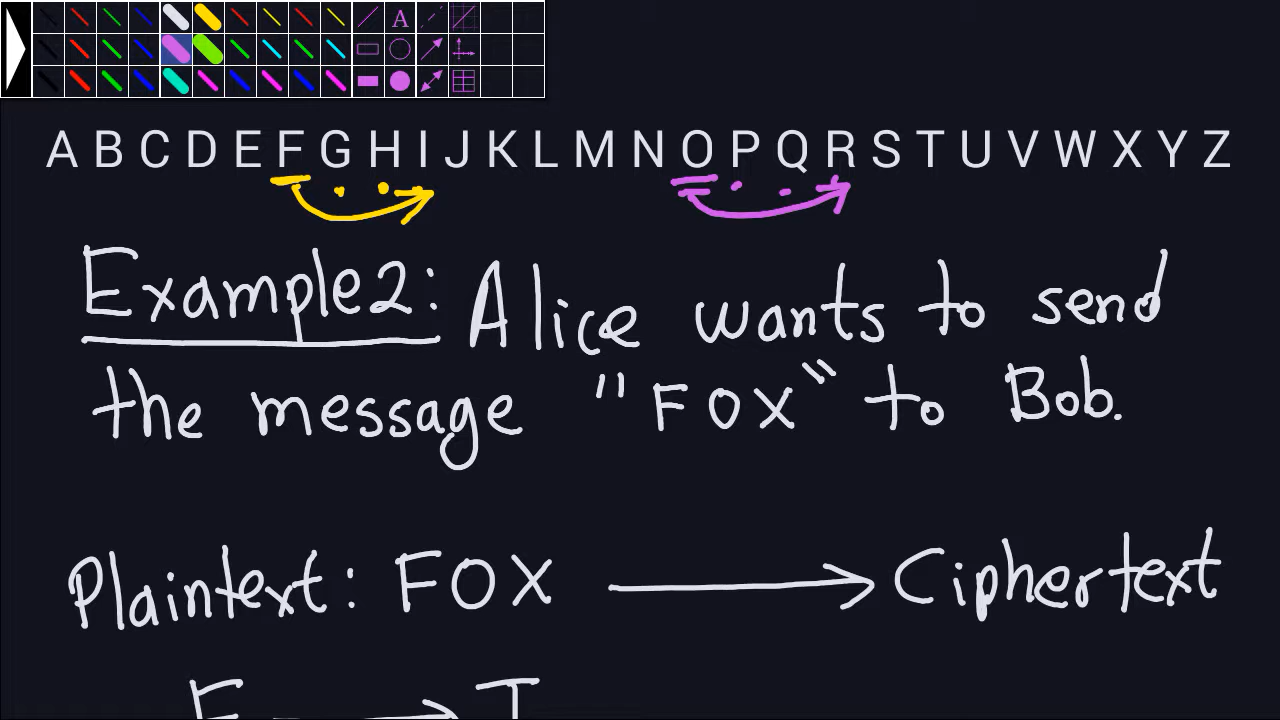 A
A B C D E F G H I J K L M N O P Q R S T U V W X Y Z
Example2: Alice wants to send
the message "FOX" to Bob.
Plaintext: FOX → Ciphertext